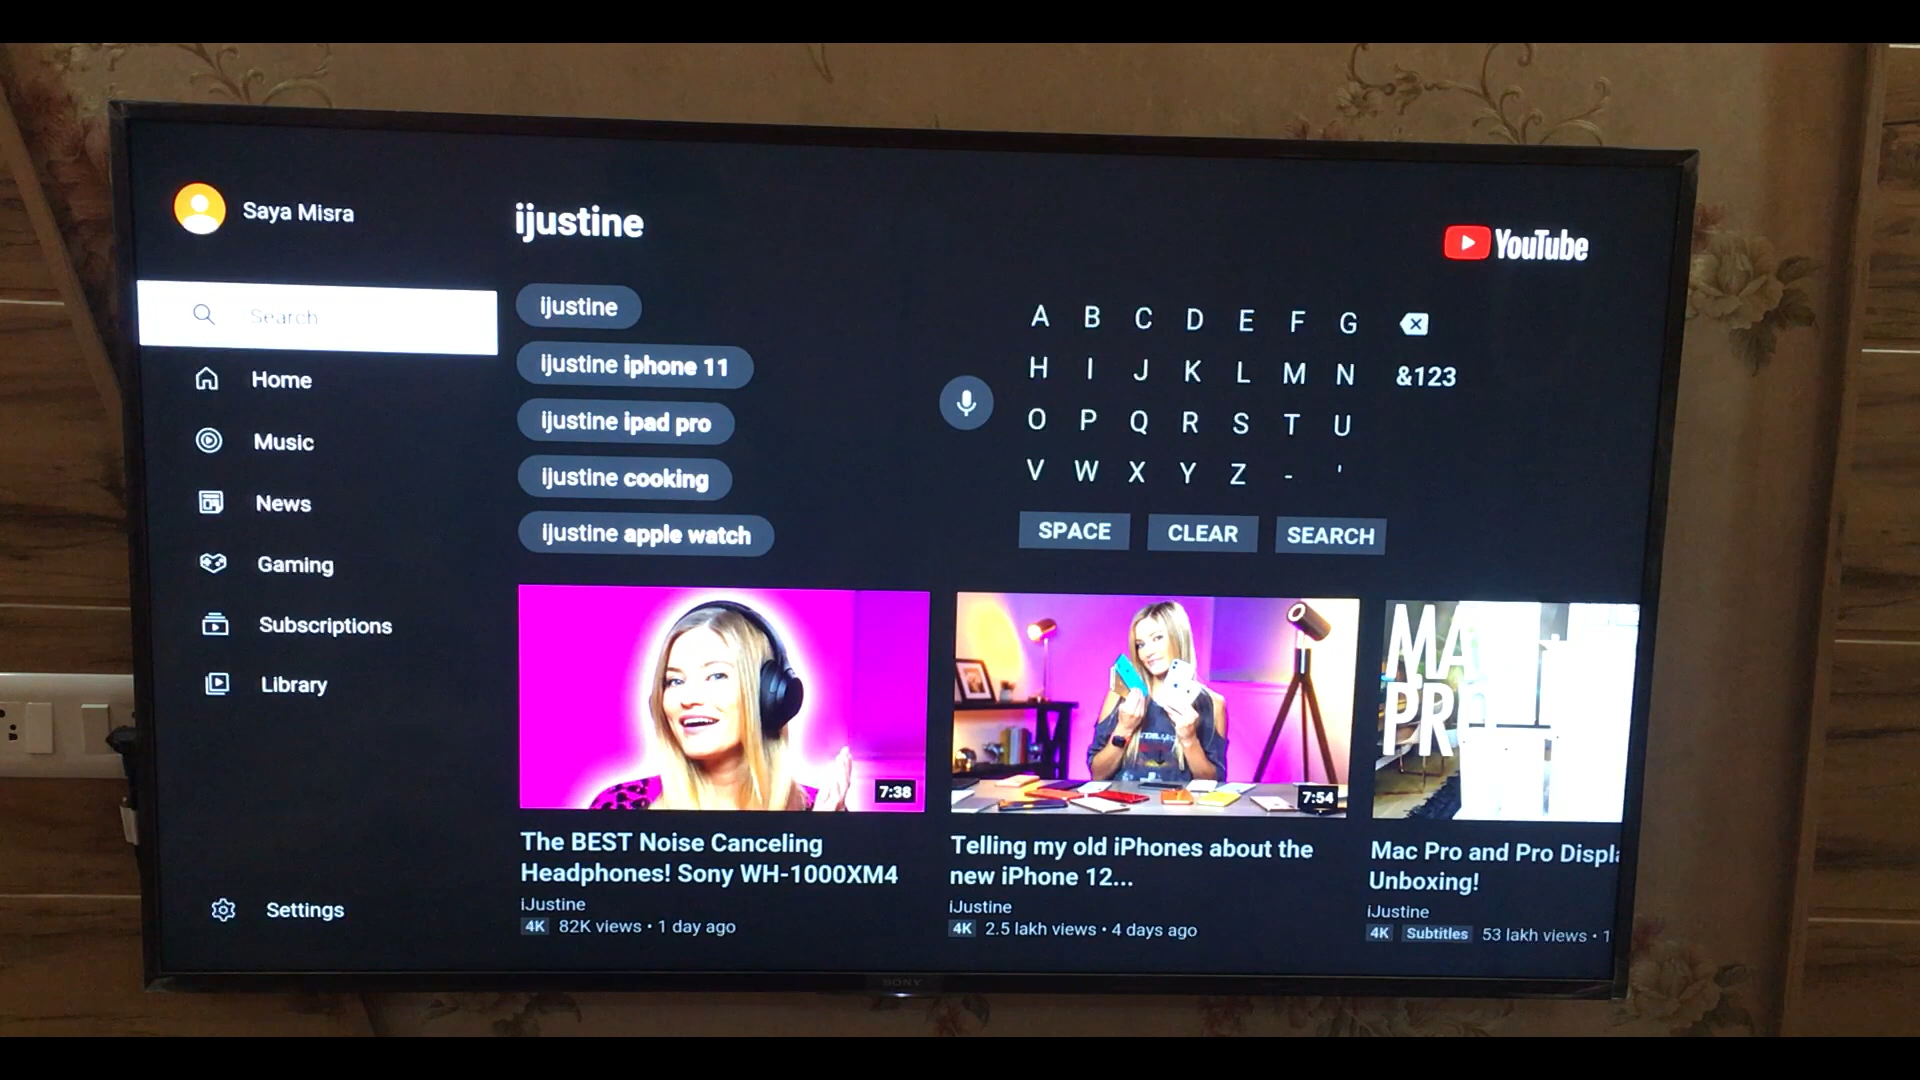 Saya Misra
Search
Home
Music
News
Gaming
Subscriptions
Library
Settings
ijustine
YouTube
ijustine
ijustine iphone 11
ijustine ipad pro
ijustine cooking
ijustine apple watch
A B C D E F G
H I J K L M N &123
O P Q R S T U
V W X Y Z - '
SPACE CLEAR SEARCH
7:38
The BEST Noise Canceling
Headphones! Sony WH-1000XM4
iJustine
4K 82K views • 1 day ago
7:54
Telling my old iPhones about the
new iPhone 12...
iJustine
4K 2.5 lakh views • 4 days ago
MA
PRO
Mac Pro and Pro Displa
Unboxing!
iJustine
4K Subtitles 53 lakh views • 1
SONY